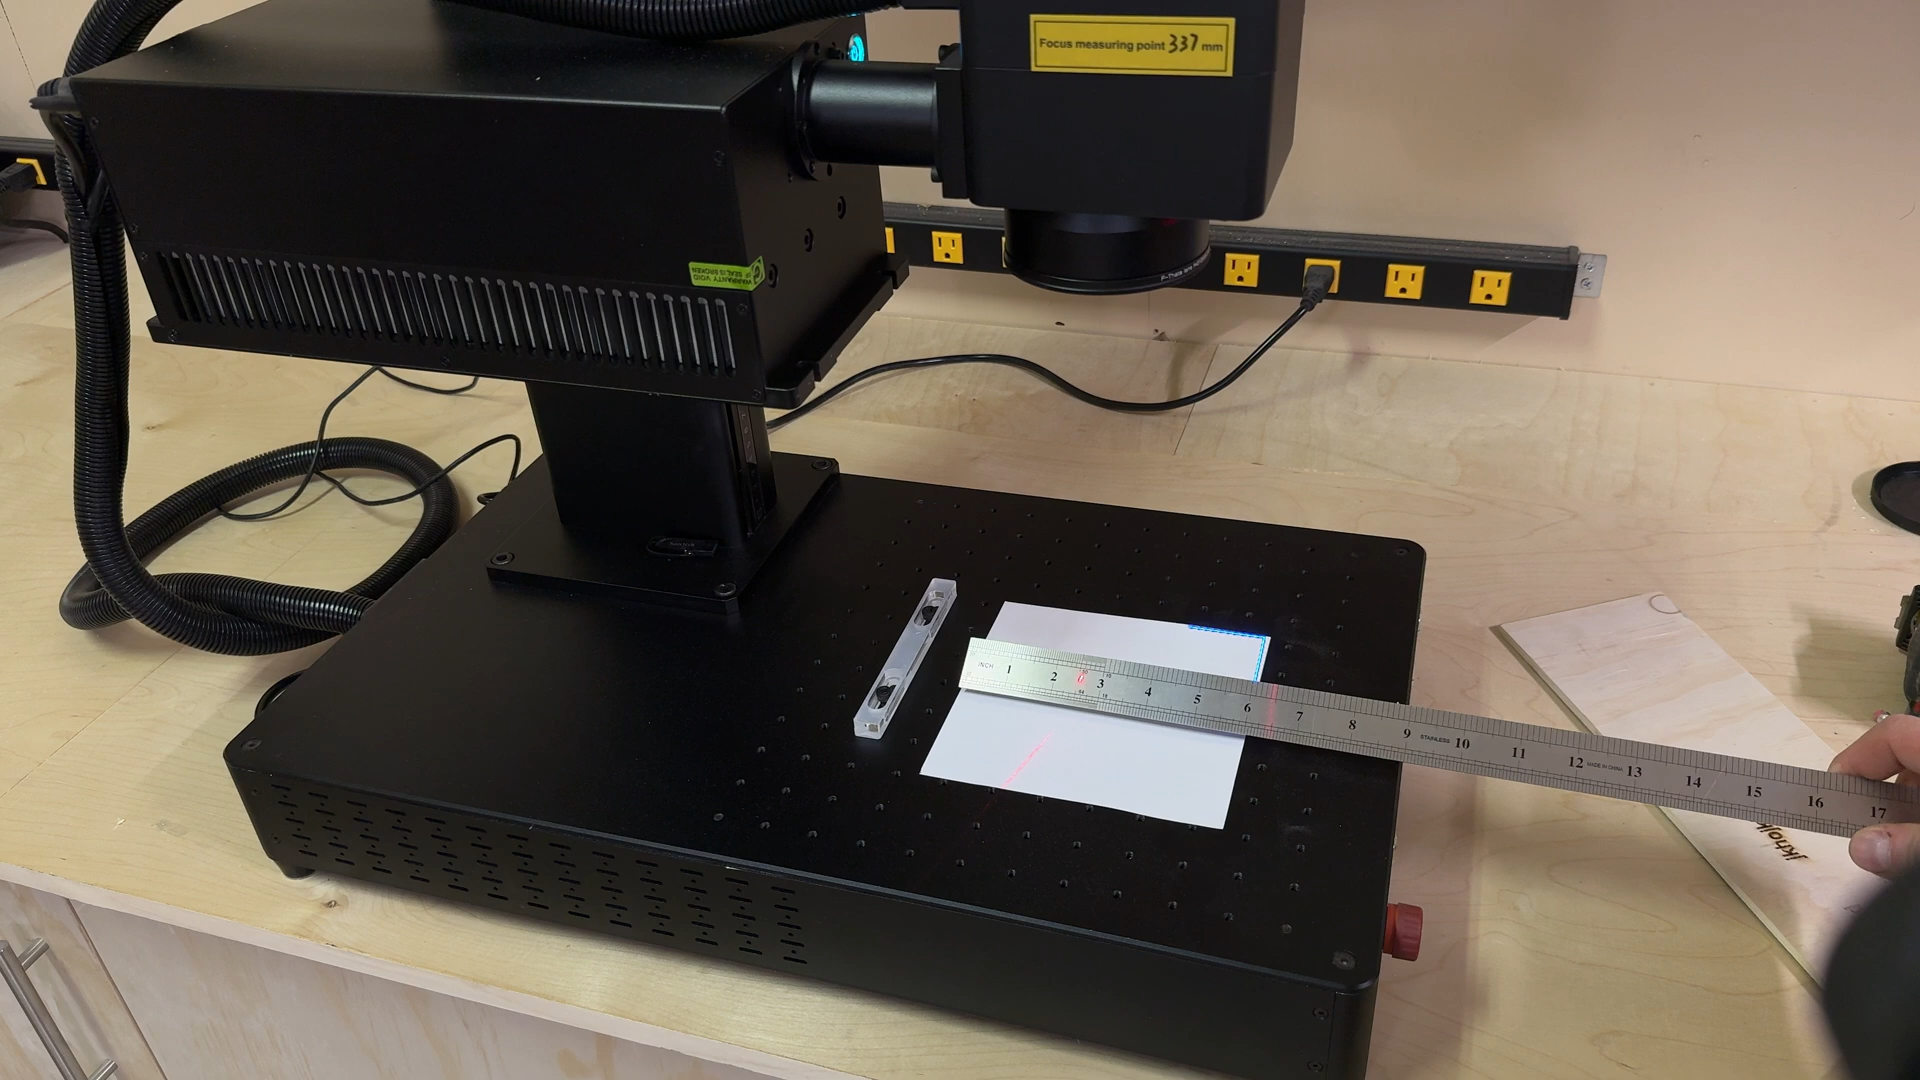 Focus measuring point 337 mm
WARRANTY VOID
IF SEAL IS BROKEN
INCH 1 2 3 4 5 6 7 8 9 STAINLESS 10 11 12 MADE IN CHINA 13 14 15 16 17